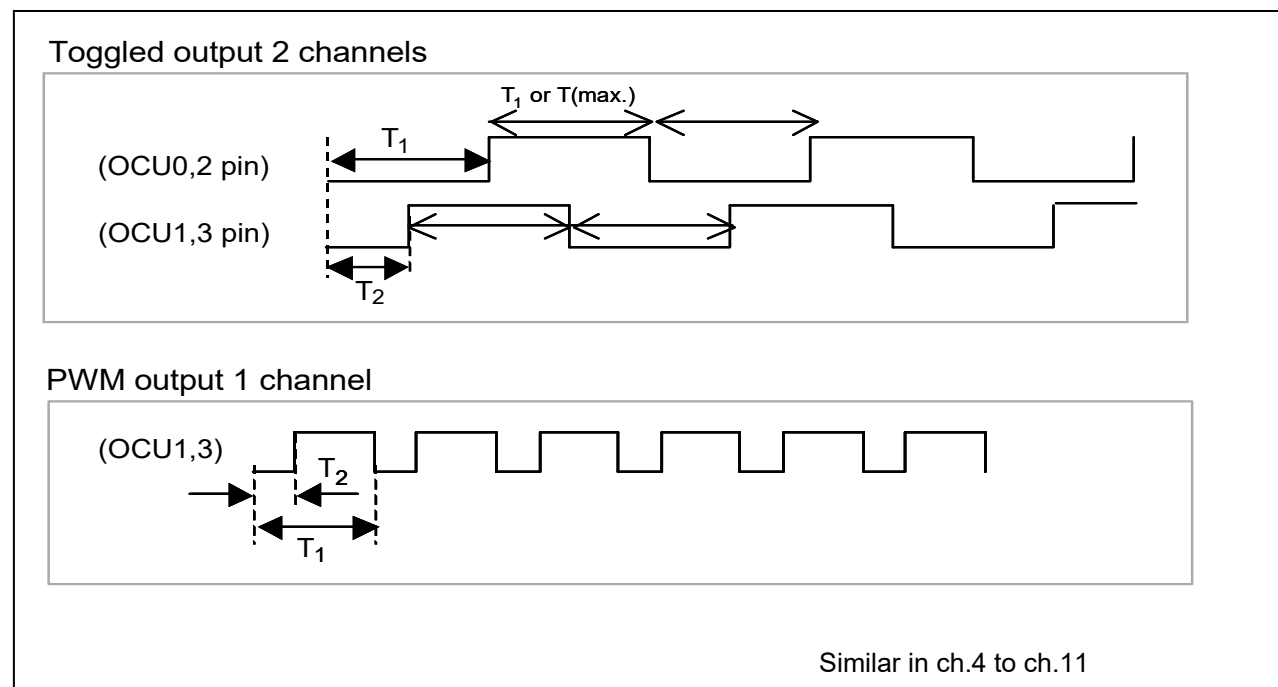 Toggled output 2 channels
T1 or T(max.)
T1
(OCU0,2 pin)
(OCU1,3 pin)
T2
PWM output 1 channel
(OCU1,3)
T2
T1
Similar in ch.4 to ch.11